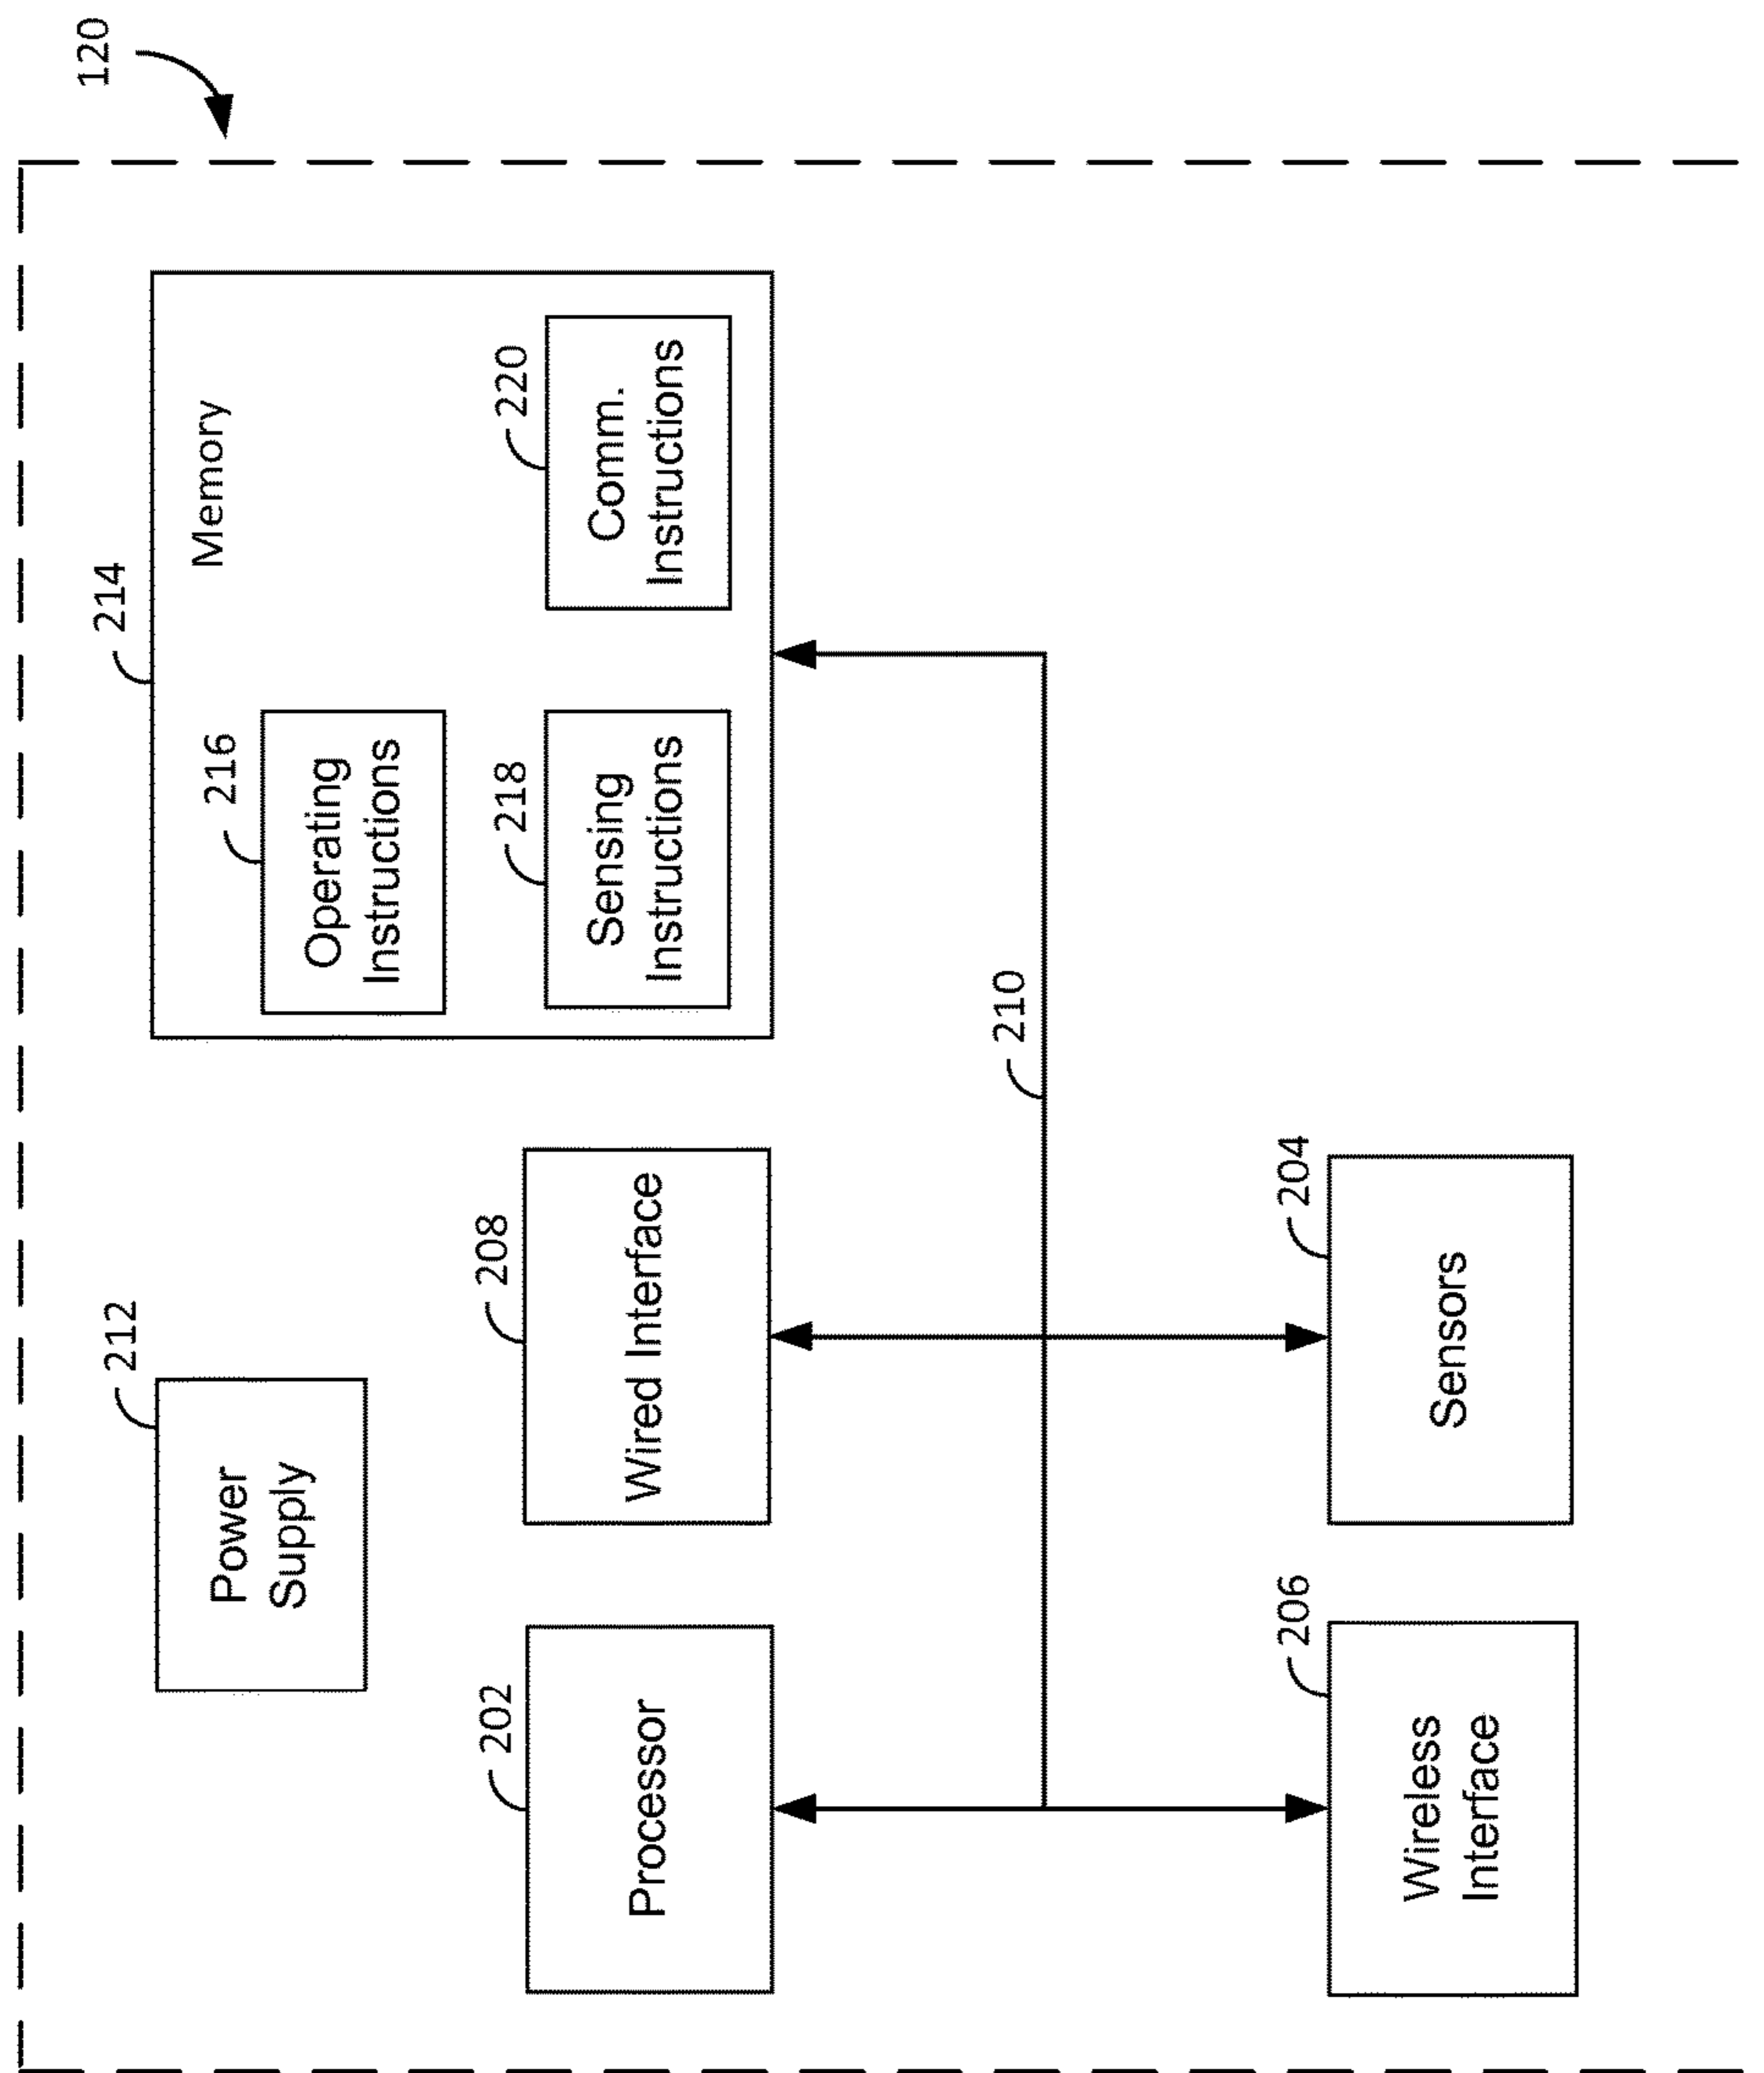 120
214
Memory
216
Operating
Instructions
218
Sensing
Instructions
220
Comm.
Instructions
212
Power
Supply
202
Processor
208
Wired Interface
210
206
Wireless
Interface
204
Sensors